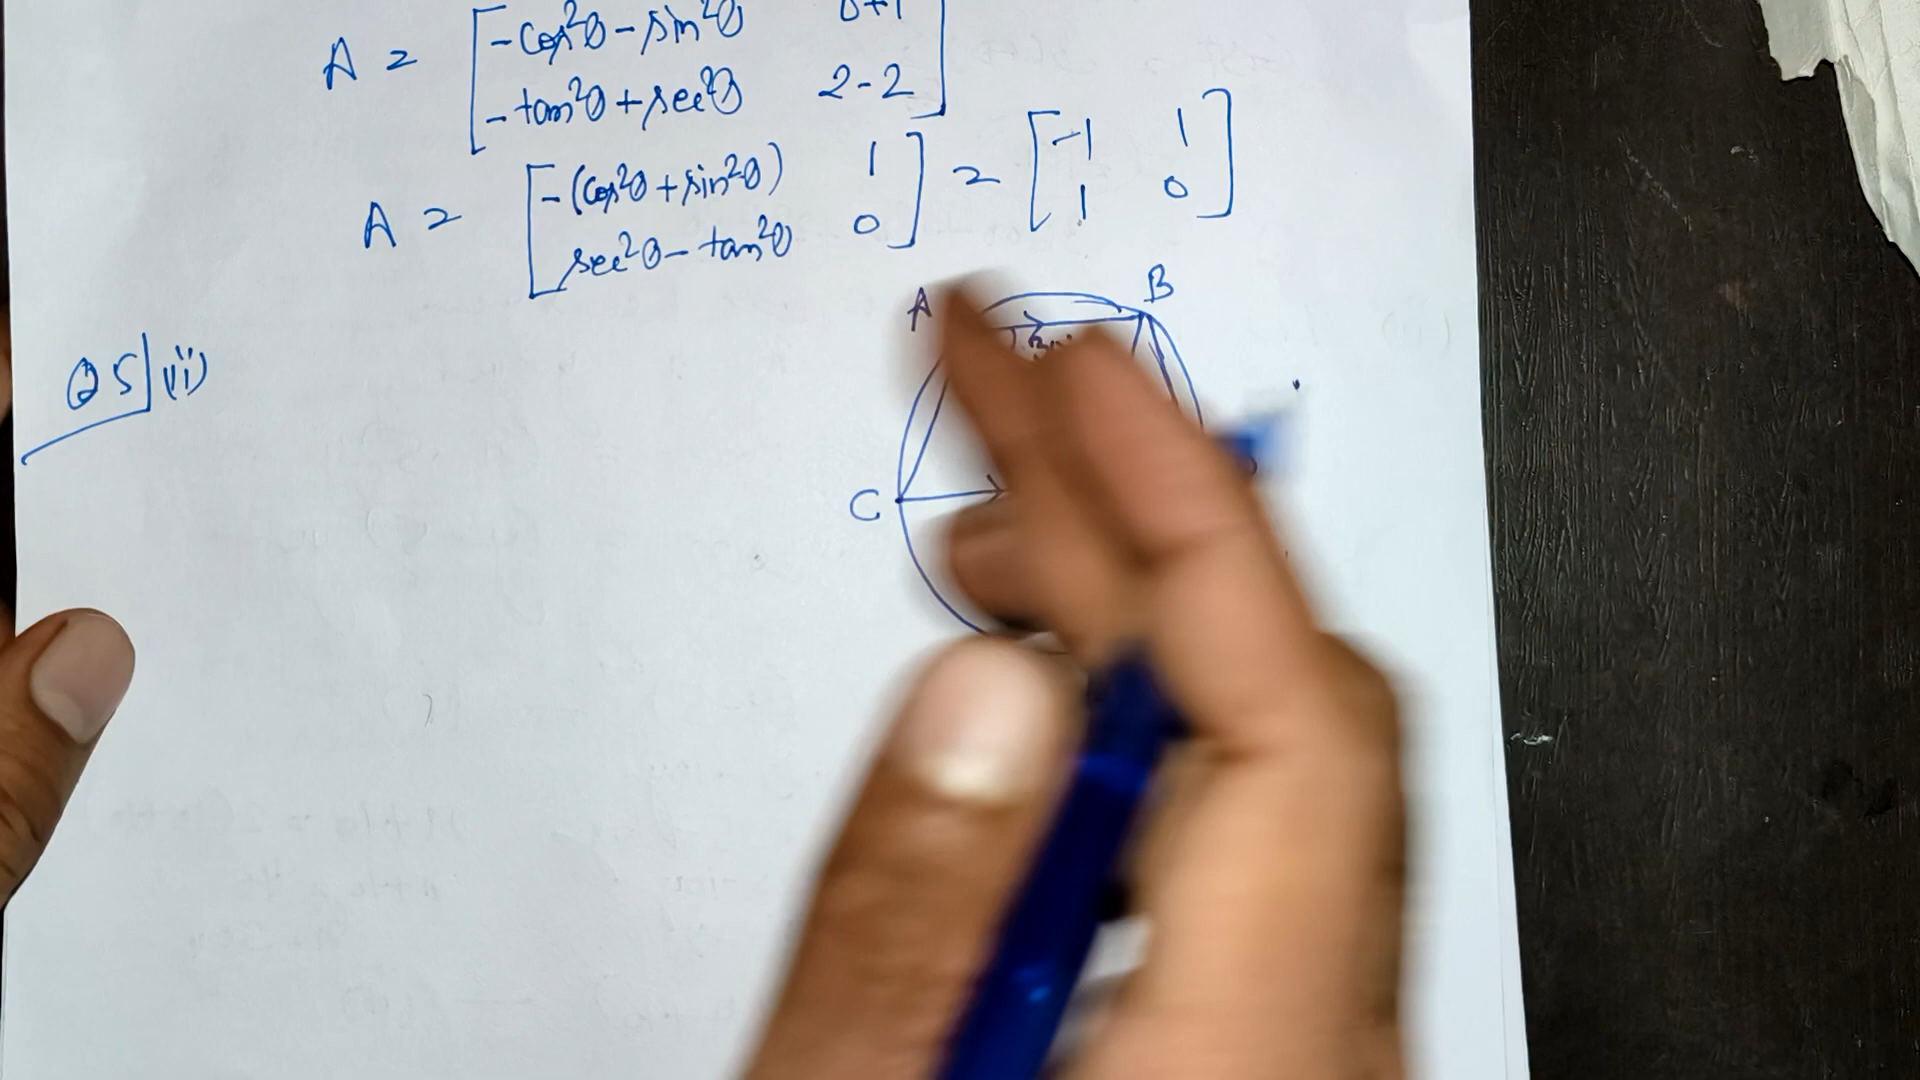 A = [-cos²θ - sin²θ 0+1
-tan²θ + sec²θ 2-2]
A = [-(cos²θ + sin²θ) 1
sec²θ - tan²θ 0] = [-1 1
1 0]
A B
Q5 (ii)
C